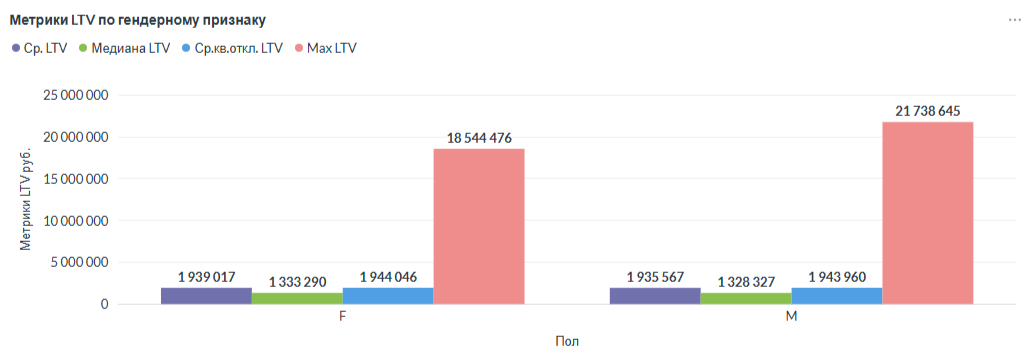 Метрики LTV по гендерному признаку
...
Ср. LTV Медиана LTV Ср.кв.откл. LTV Max LTV
Метрики LTV руб.
25 000 000
20 000 000
15 000 000
10 000 000
5 000 000
0
1 939 017
1 333 290
1 944 046
18 544 476
1 935 567
1 328 327
1 943 960
21 738 645
F
M
Пол